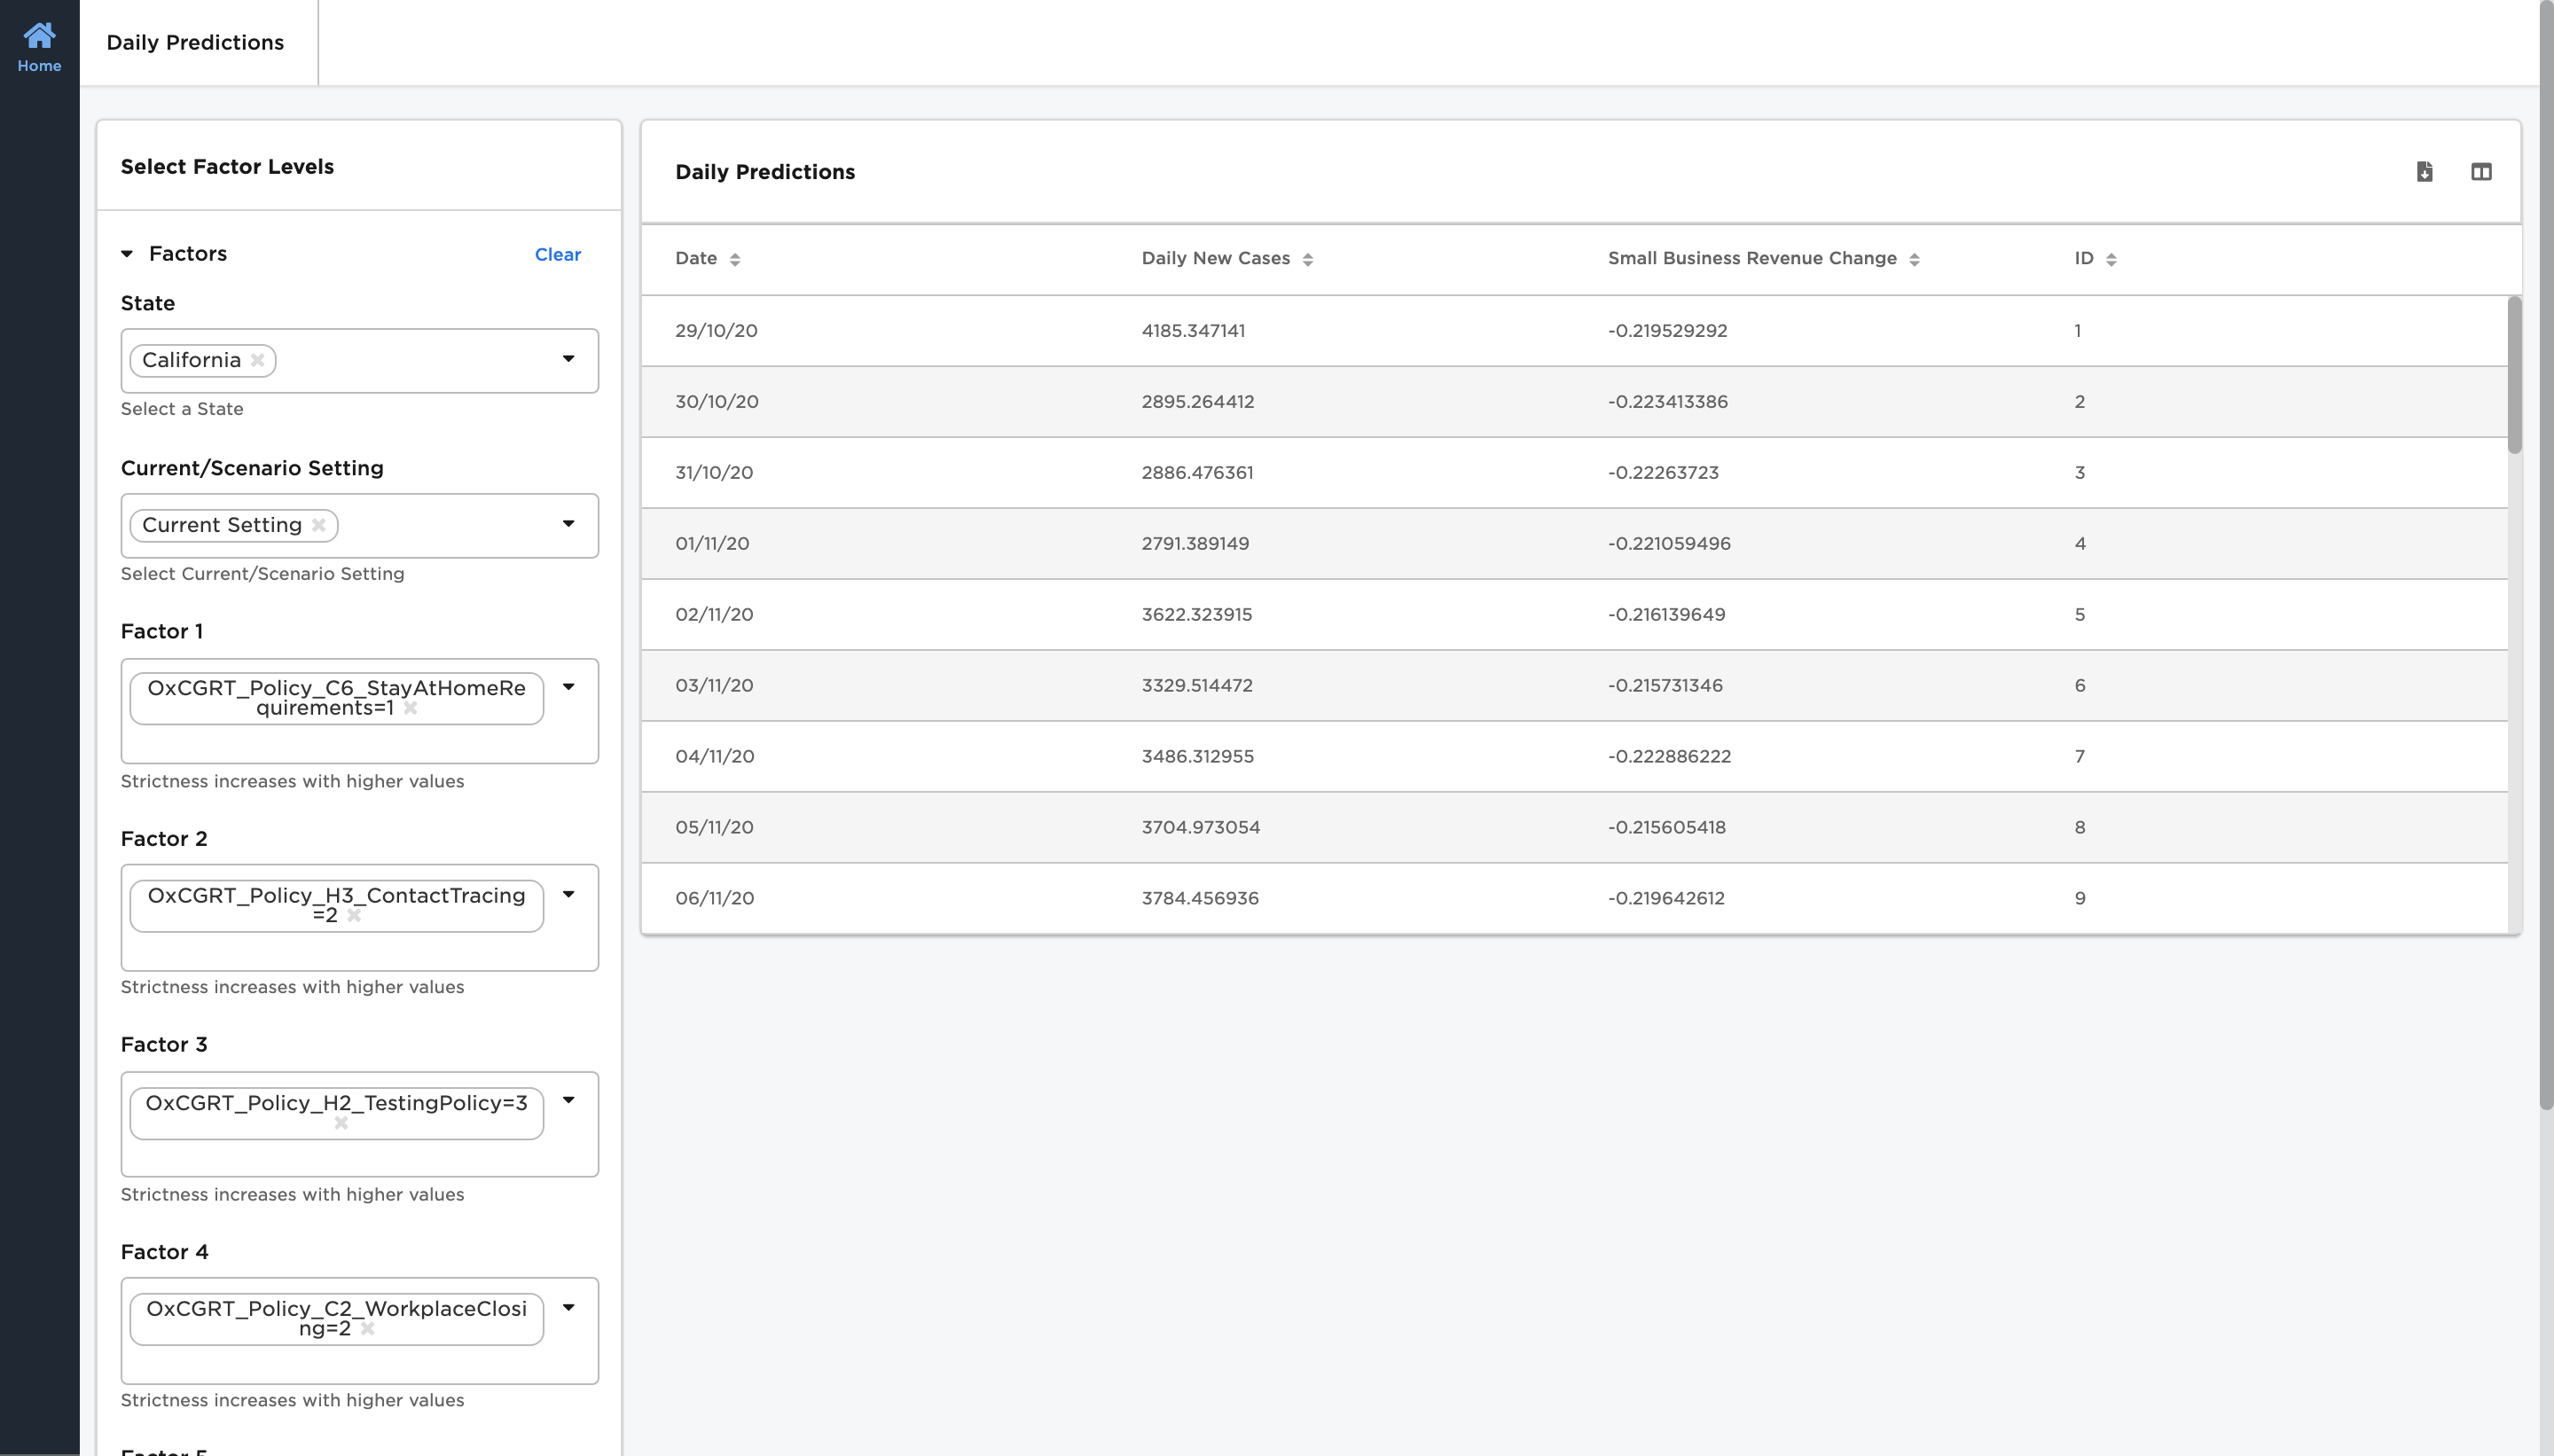 Home
Daily Predictions
Select Factor Levels
Factors
Clear
State
California
Select a State
Current/Scenario Setting
Current Setting
Select Current/Scenario Setting
Factor 1
OxCGRT_Policy_C6_StayAtHomeRe
quirements=1
Strictness increases with higher values
Factor 2
OxCGRT_Policy_H3_ContactTracing
=2
Strictness increases with higher values
Factor 3
OxCGRT_Policy_H2_TestingPolicy=3
Strictness increases with higher values
Factor 4
OxCGRT_Policy_C2_WorkplaceClosi
ng=2
Strictness increases with higher values
Factor 5
Daily Predictions
Date Daily New Cases Small Business Revenue Change ID
29/10/20 4185.347141 -0.219529292 1
30/10/20 2895.264412 -0.223413386 2
31/10/20 2886.476361 -0.22263723 3
01/11/20 2791.389149 -0.221059496 4
02/11/20 3622.323915 -0.216139649 5
03/11/20 3329.514472 -0.215731346 6
04/11/20 3486.312955 -0.222886222 7
05/11/20 3704.973054 -0.215605418 8
06/11/20 3784.456936 -0.219642612 9